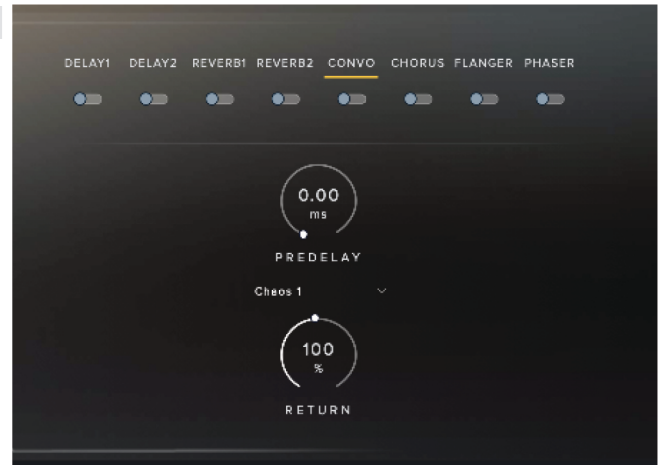 DELAY1 DELAY2 REVERB1 REVERB2 CONVO CHORUS FLANGER PHASER
0.00
ms
PREDELAY
Chaos 1
100
%
RETURN